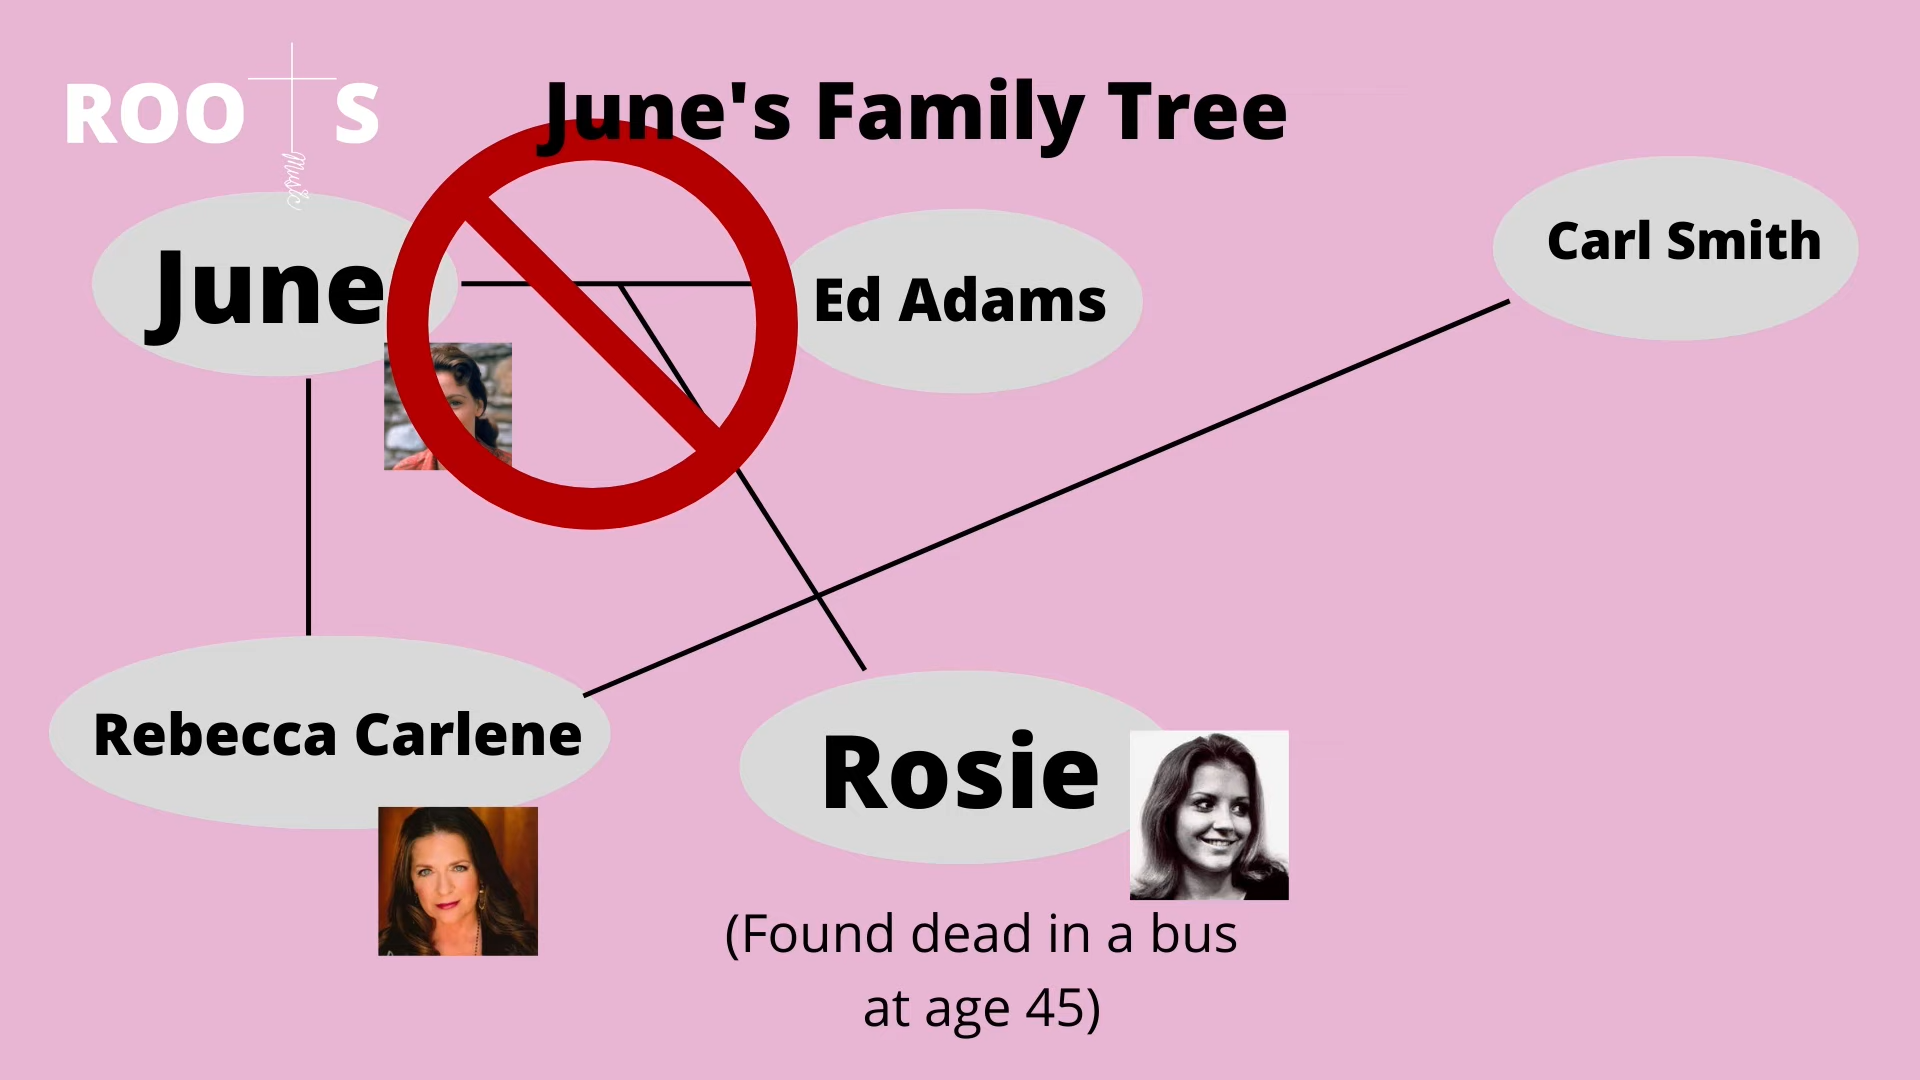 ROOTS
Music
June's Family Tree
June
Ed Adams
Carl Smith
Rebecca Carlene
Rosie
(Found dead in a bus
at age 45)